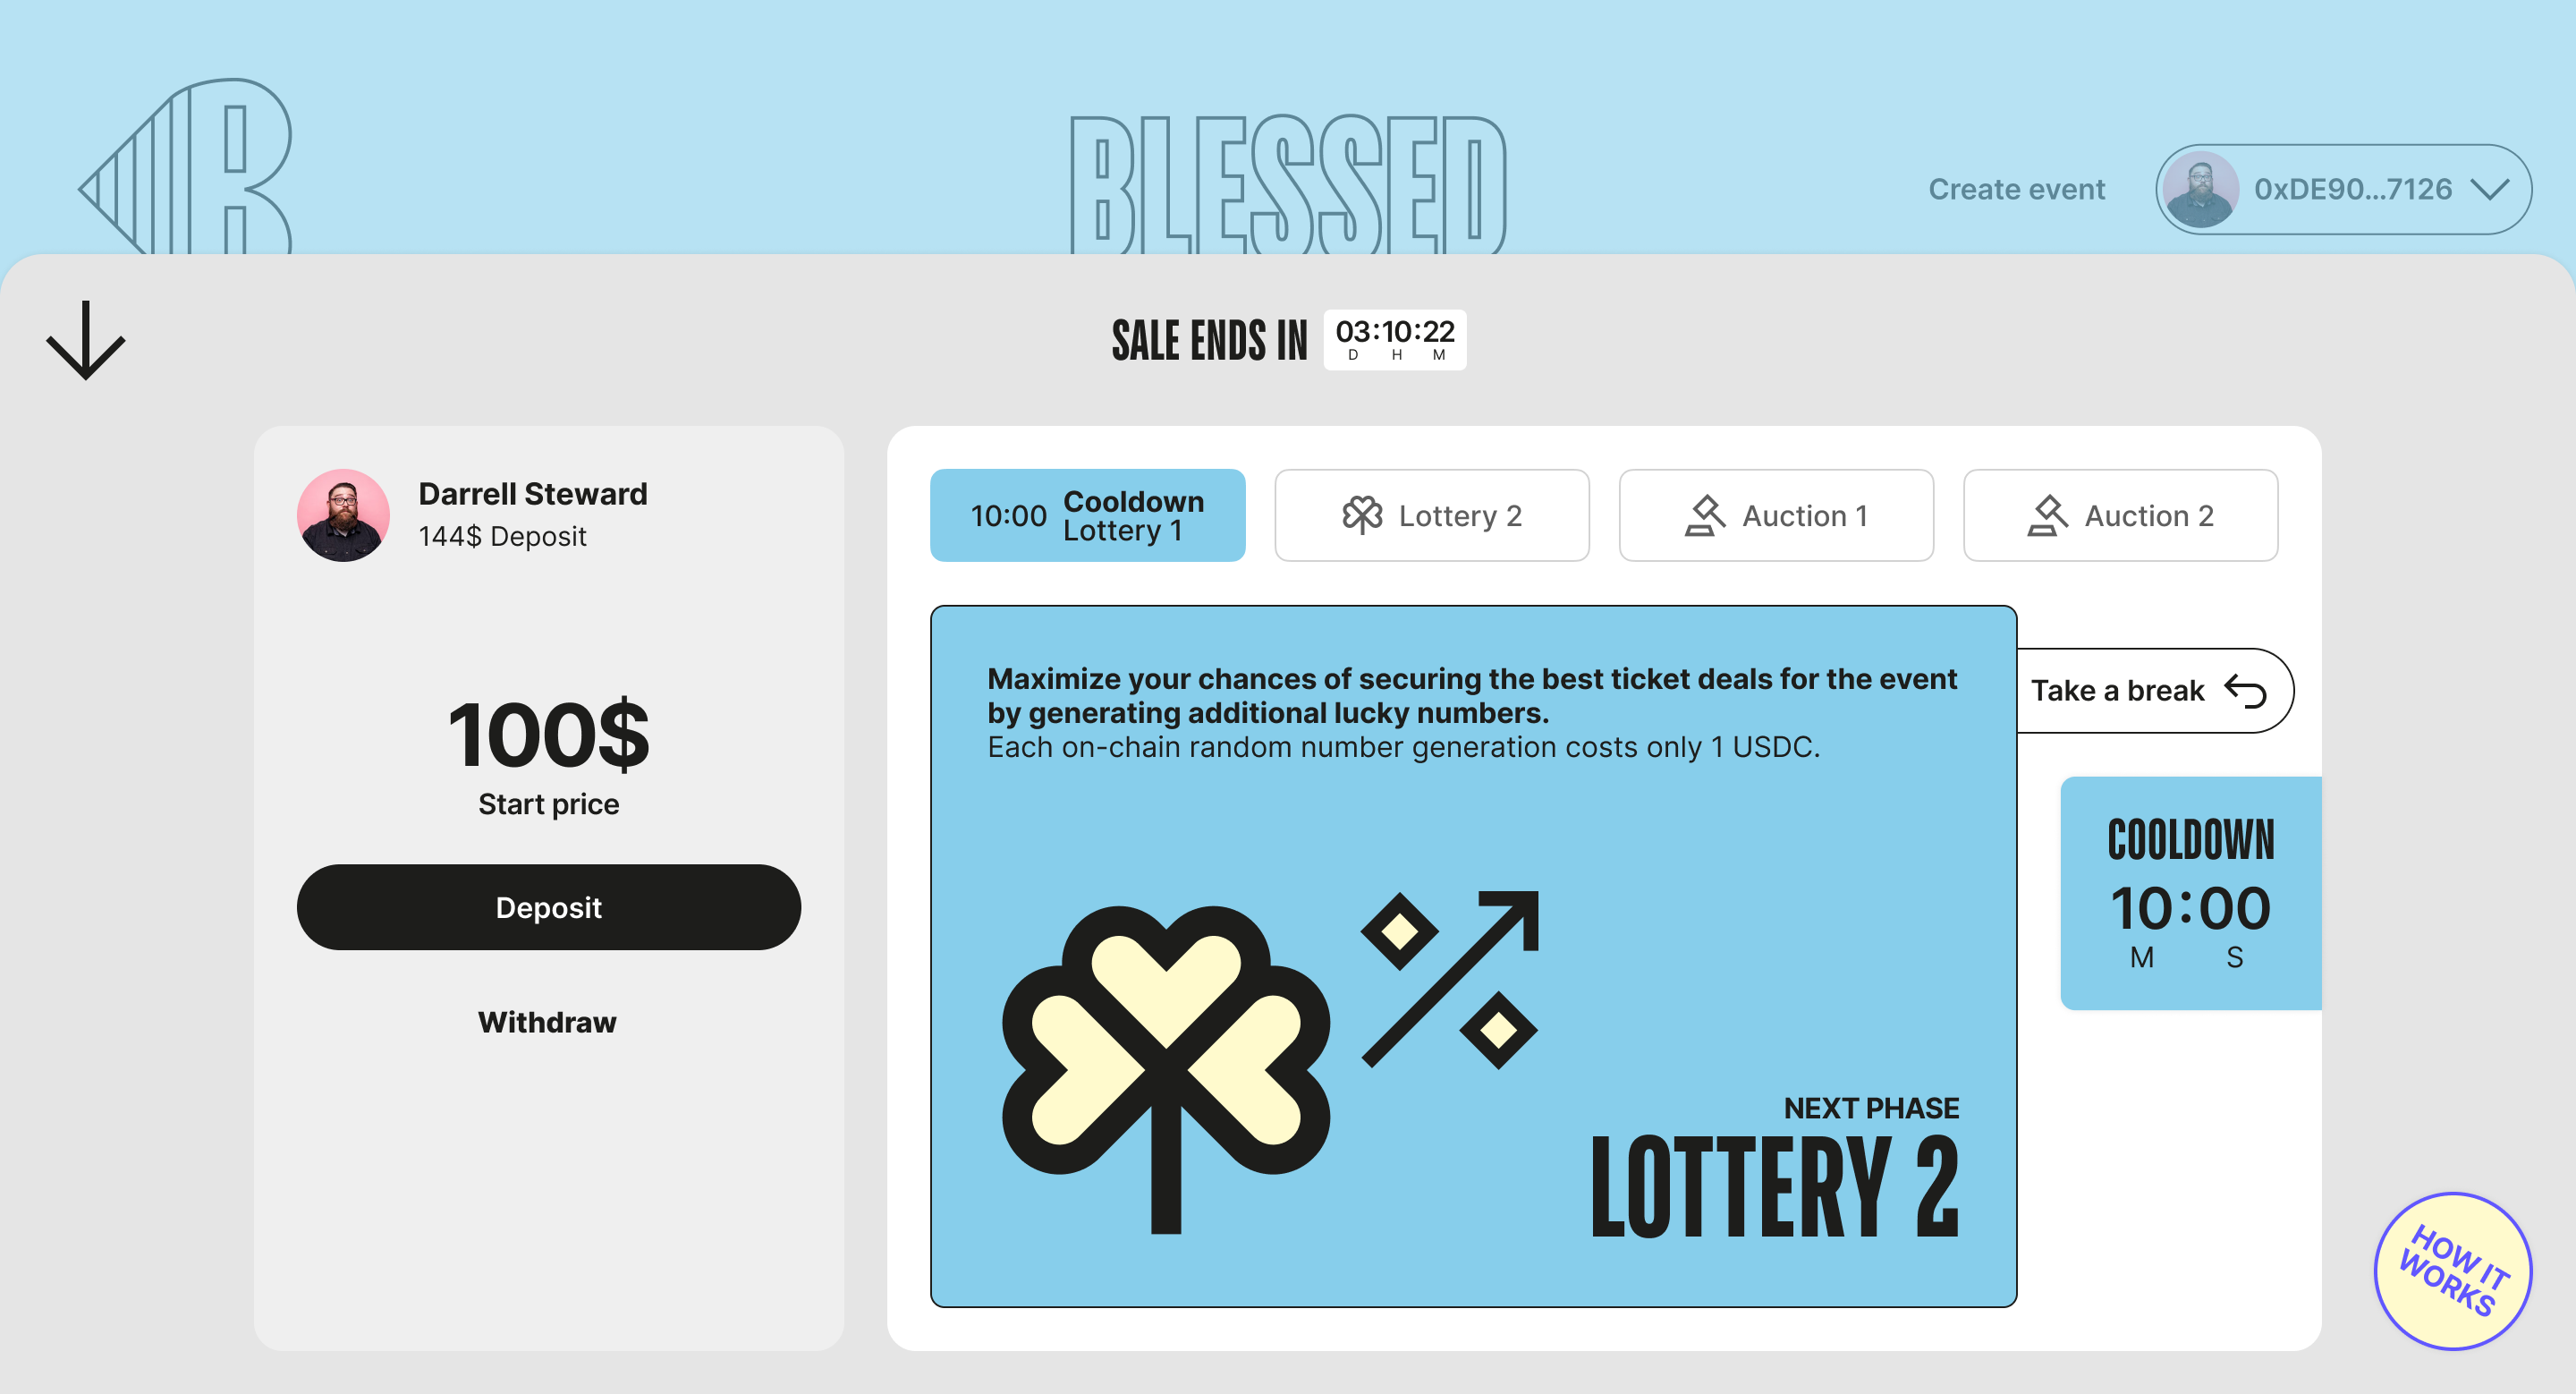 BLESSED
Create event
0xDE90...7126
SALE ENDS IN
03:10:22
D H M
Darrell Steward
144$ Deposit
100$
Start price
Deposit
Withdraw
10:00
Cooldown
Lottery 1
Lottery 2
Auction 1
Auction 2
Maximize your chances of securing the best ticket deals for the event
by generating additional lucky numbers.
Each on-chain random number generation costs only 1 USDC.
Take a break
COOLDOWN
10:00
M S
NEXT PHASE
LOTTERY 2
HOW IT
WORKS